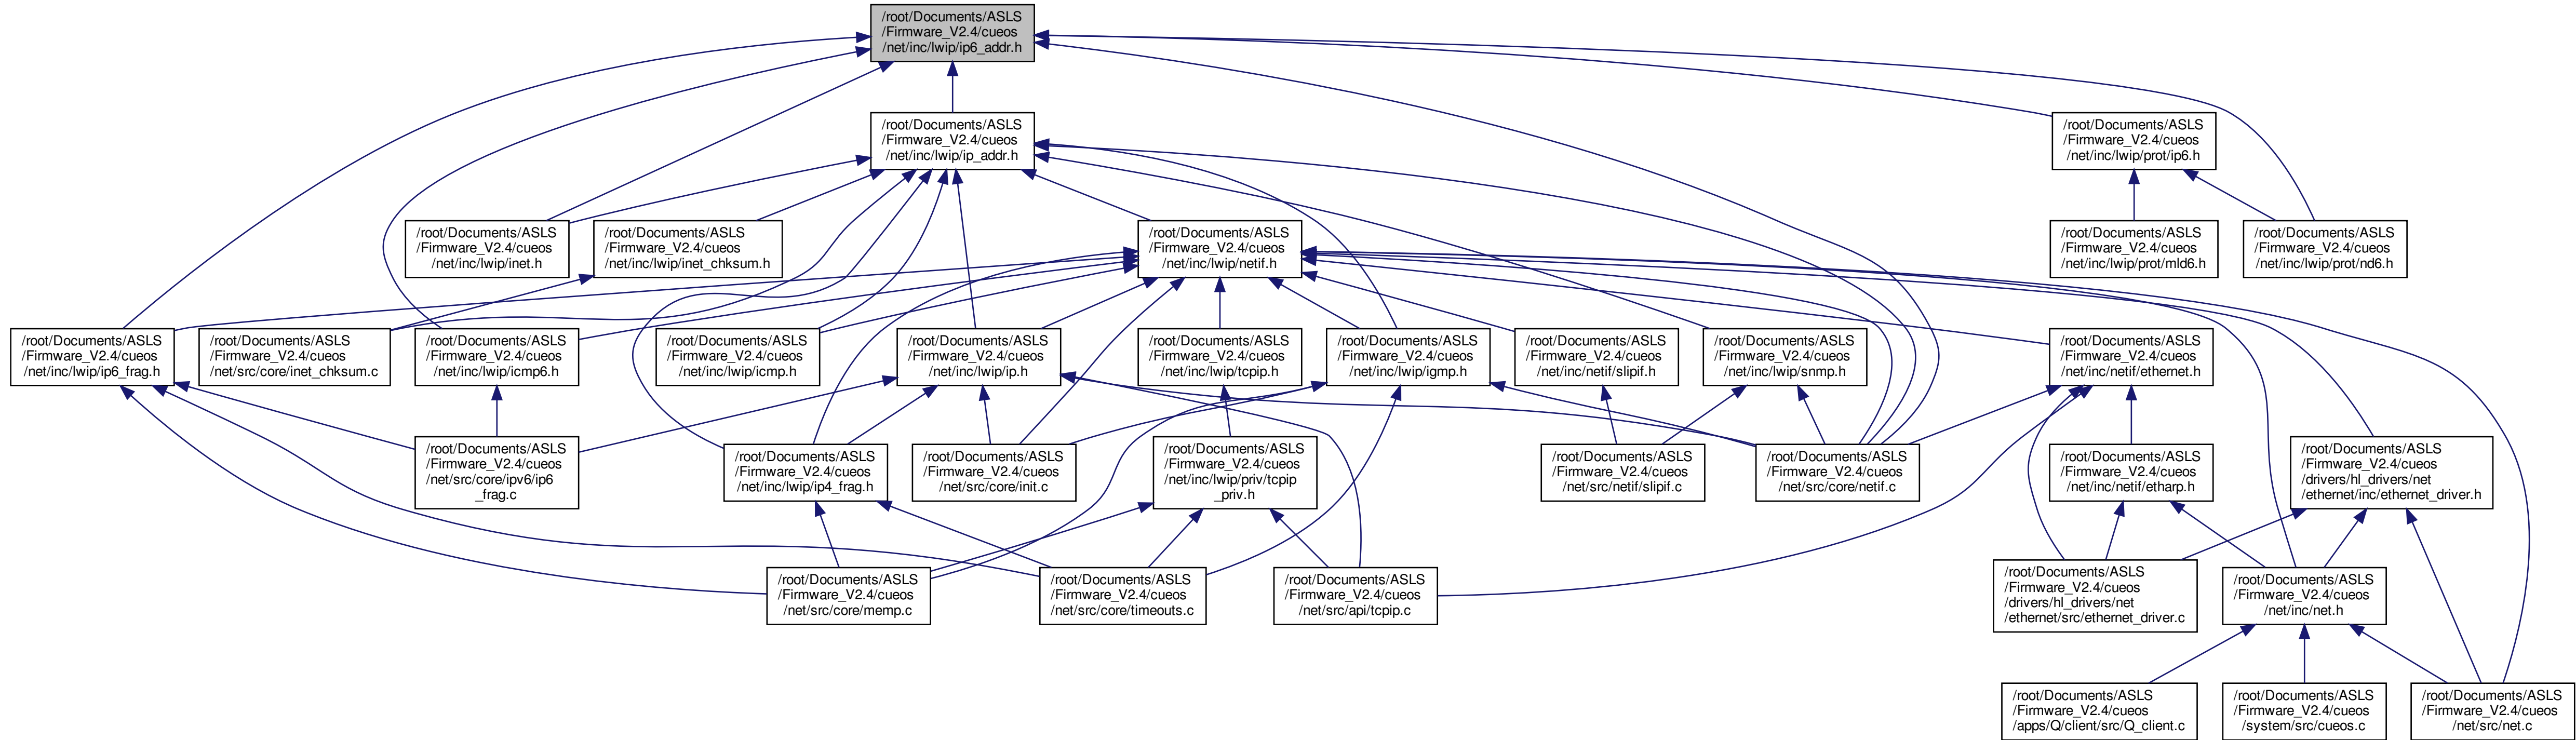 /root/Documents/ASLS
/Firmware_V2.4/cueos
/net/inc/lwip/ip6_addr.h
/root/Documents/ASLS
/Firmware_V2.4/cueos
/net/inc/lwip/ip_addr.h
/root/Documents/ASLS
/Firmware_V2.4/cueos
/net/inc/lwip/prot/ip6.h
/root/Documents/ASLS
/Firmware_V2.4/cueos
/net/inc/lwip/inet.h
/root/Documents/ASLS
/Firmware_V2.4/cueos
/net/inc/lwip/inet_chksum.h
/root/Documents/ASLS
/Firmware_V2.4/cueos
/net/inc/lwip/netif.h
/root/Documents/ASLS
/Firmware_V2.4/cueos
/net/inc/lwip/prot/mld6.h
/root/Documents/ASLS
/Firmware_V2.4/cueos
/net/inc/lwip/prot/nd6.h
/root/Documents/ASLS
/Firmware_V2.4/cueos
/net/inc/lwip/ip6_frag.h
/root/Documents/ASLS
/Firmware_V2.4/cueos
/net/src/core/inet_chksum.c
/root/Documents/ASLS
/Firmware_V2.4/cueos
/net/inc/lwip/icmp6.h
/root/Documents/ASLS
/Firmware_V2.4/cueos
/net/inc/lwip/icmp.h
/root/Documents/ASLS
/Firmware_V2.4/cueos
/net/inc/lwip/ip.h
/root/Documents/ASLS
/Firmware_V2.4/cueos
/net/inc/lwip/tcpip.h
/root/Documents/ASLS
/Firmware_V2.4/cueos
/net/inc/lwip/igmp.h
/root/Documents/ASLS
/Firmware_V2.4/cueos
/net/inc/netif/slipif.h
/root/Documents/ASLS
/Firmware_V2.4/cueos
/net/inc/lwip/snmp.h
/root/Documents/ASLS
/Firmware_V2.4/cueos
/net/inc/netif/ethernet.h
/root/Documents/ASLS
/Firmware_V2.4/cueos
/net/src/core/ipv6/ip6
_frag.c
/root/Documents/ASLS
/Firmware_V2.4/cueos
/net/inc/lwip/ip4_frag.h
/root/Documents/ASLS
/Firmware_V2.4/cueos
/net/src/core/init.c
/root/Documents/ASLS
/Firmware_V2.4/cueos
/net/inc/lwip/priv/tcpip
_priv.h
/root/Documents/ASLS
/Firmware_V2.4/cueos
/net/src/netif/slipif.c
/root/Documents/ASLS
/Firmware_V2.4/cueos
/net/src/core/netif.c
/root/Documents/ASLS
/Firmware_V2.4/cueos
/net/inc/netif/etharp.h
/root/Documents/ASLS
/Firmware_V2.4/cueos
/drivers/hl_drivers/net
/ethernet/inc/ethernet_driver.h
/root/Documents/ASLS
/Firmware_V2.4/cueos
/net/src/core/memp.c
/root/Documents/ASLS
/Firmware_V2.4/cueos
/net/src/core/timeouts.c
/root/Documents/ASLS
/Firmware_V2.4/cueos
/net/src/api/tcpip.c
/root/Documents/ASLS
/Firmware_V2.4/cueos
/drivers/hl_drivers/net
/ethernet/src/ethernet_driver.c
/root/Documents/ASLS
/Firmware_V2.4/cueos
/net/inc/net.h
/root/Documents/ASLS
/Firmware_V2.4/cueos
/apps/Q/client/src/Q_client.c
/root/Documents/ASLS
/Firmware_V2.4/cueos
/system/src/cueos.c
/root/Documents/ASLS
/Firmware_V2.4/cueos
/net/src/net.c